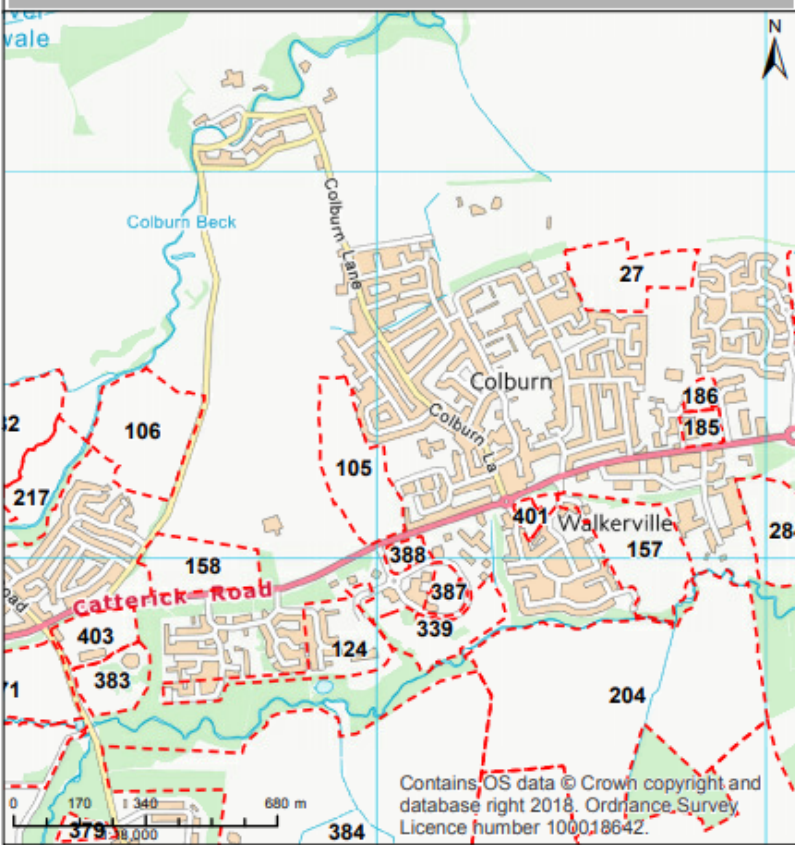 wale
N
Colburn Beck
Colburn Lane
27
Colburn
186
185
106
105
Colburn La
217
401
Walkerville
388
157
158
387
Catterick Road
403
339
124
383
204
0 170 340 680 m
379
384
Contains OS data © Crown copyright and
database right 2018. Ordnance Survey
Licence number 100018642.